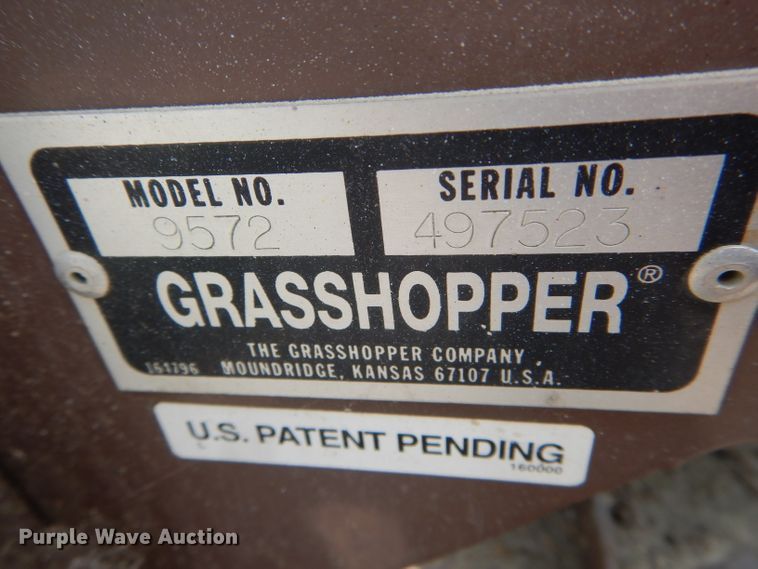 MODEL NO.
9572
SERIAL NO.
497523
GRASSHOPPER®
THE GRASSHOPPER COMPANY
161796 MOUNDRIDGE, KANSAS 67107 U.S.A.
U.S. PATENT PENDING
160000
Purple Wave Auction